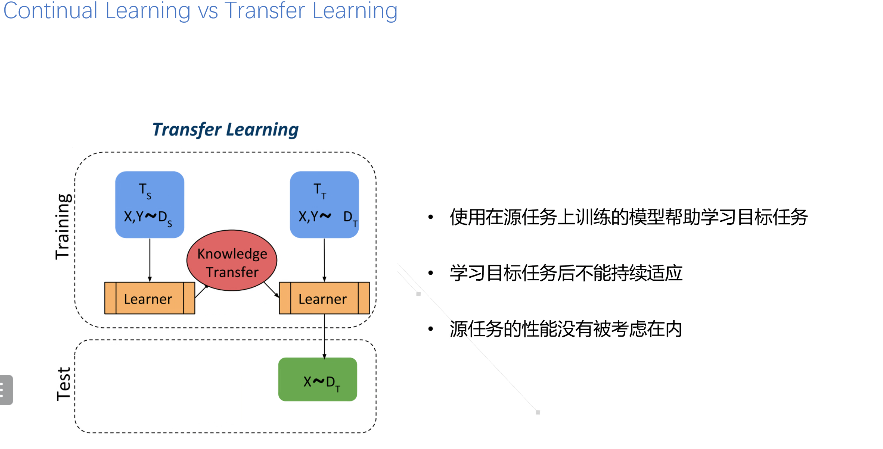 Continual Learning vs Transfer Learning
Transfer Learning
Training
T_S
X,Y~D_S
T_T
X,Y~ D_T
Knowledge
Transfer
Learner
Learner
Test
X~D_T
• 使用在源任务上训练的模型帮助学习目标任务
• 学习目标任务后不能持续适应
• 源任务的性能没有被考虑在内